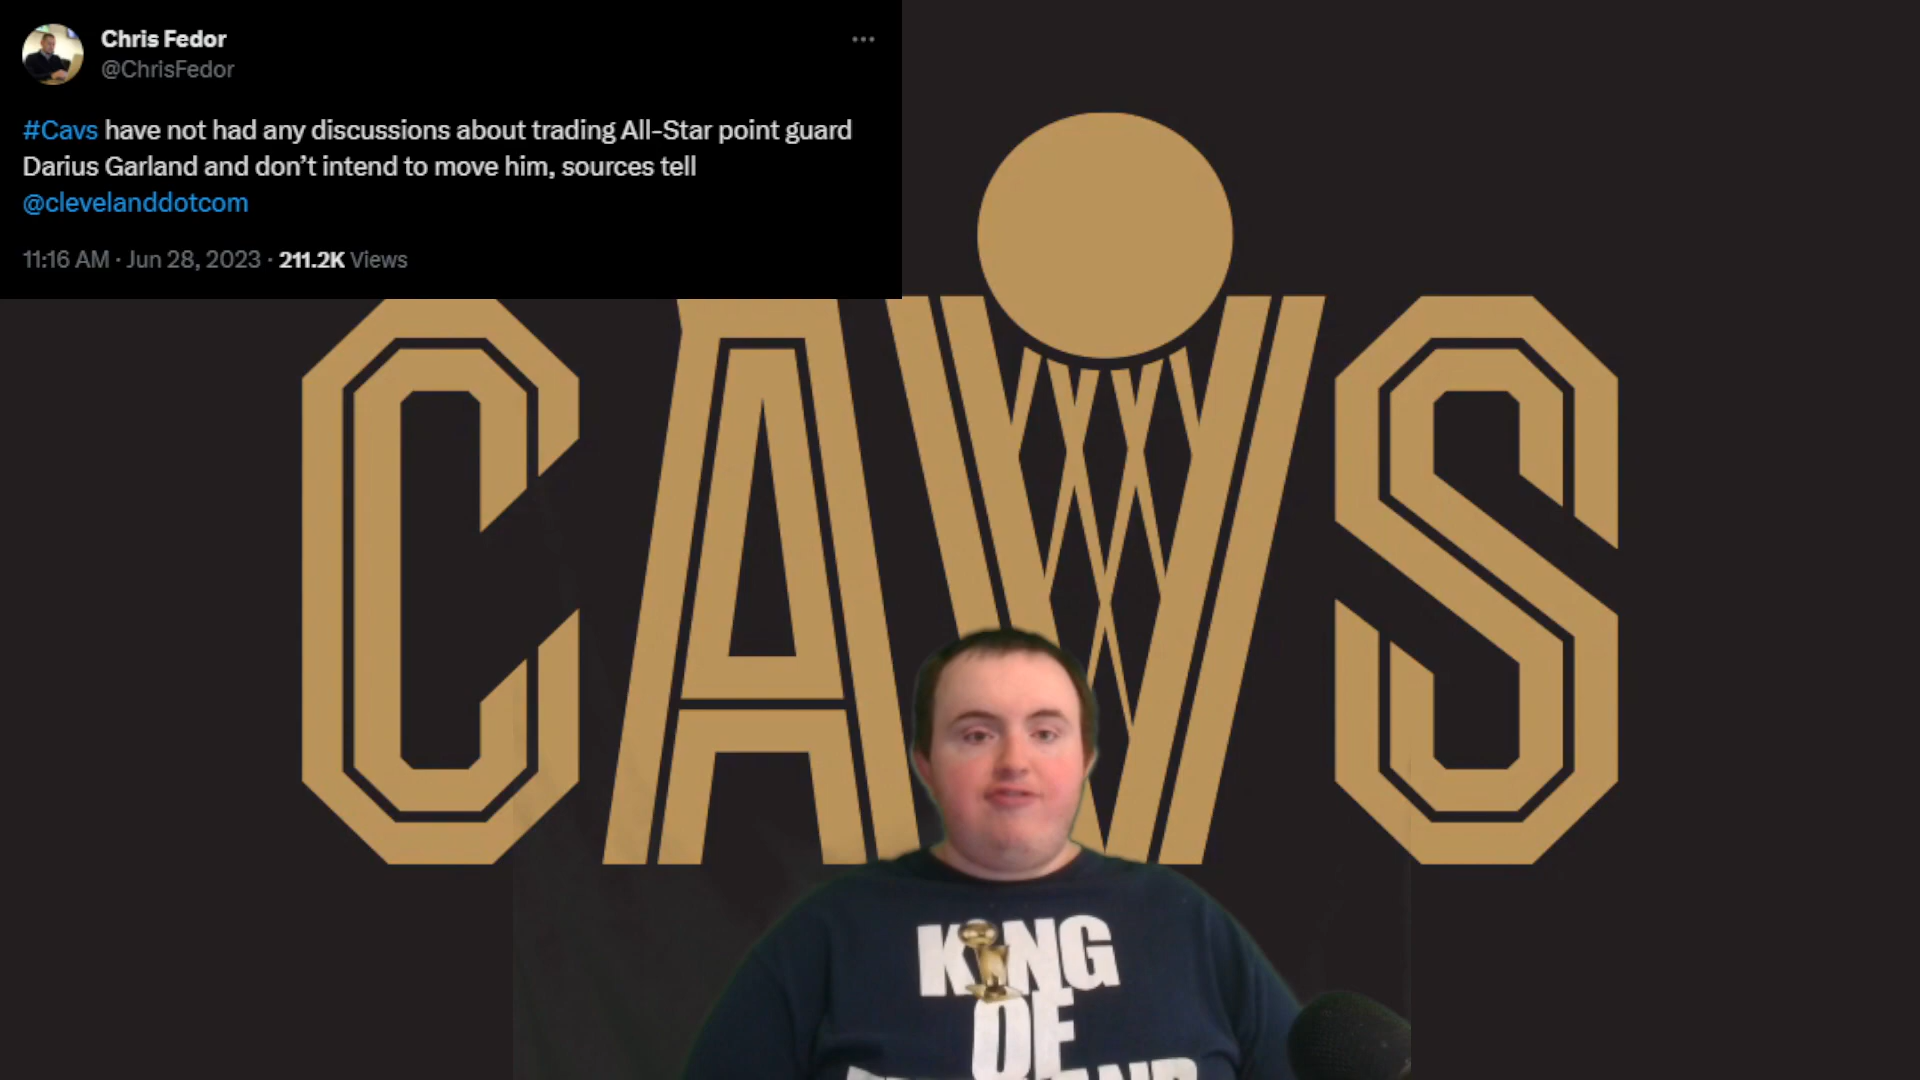 Chris Fedor
@ChrisFedor
#Cavs have not had any discussions about trading All-Star point guard
Darius Garland and don’t intend to move him, sources tell
@clevelanddotcom
11:16 AM · Jun 28, 2023 · 211.2K Views
CAVS
KING
OF